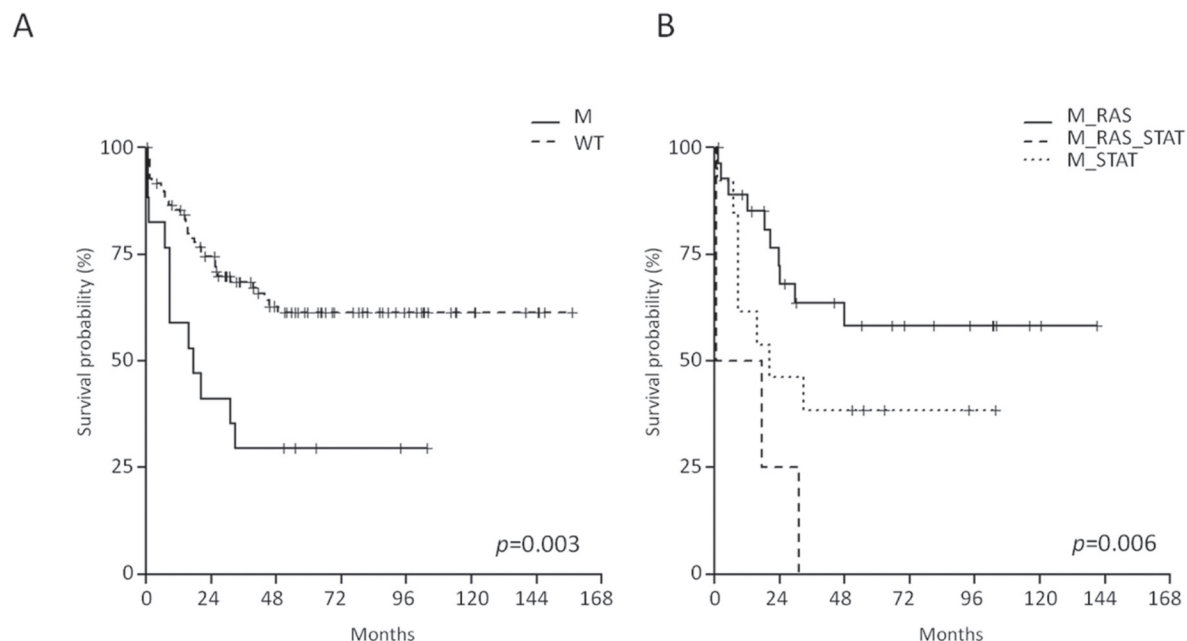 A
M
WT
100
75
50
25
0
Survival probability (%)
p=0.003
0 24 48 72 96 120 144 168
Months
B
M_RAS
M_RAS_STAT
M_STAT
100
75
50
25
0
Survival probability (%)
p=0.006
0 24 48 72 96 120 144 168
Months